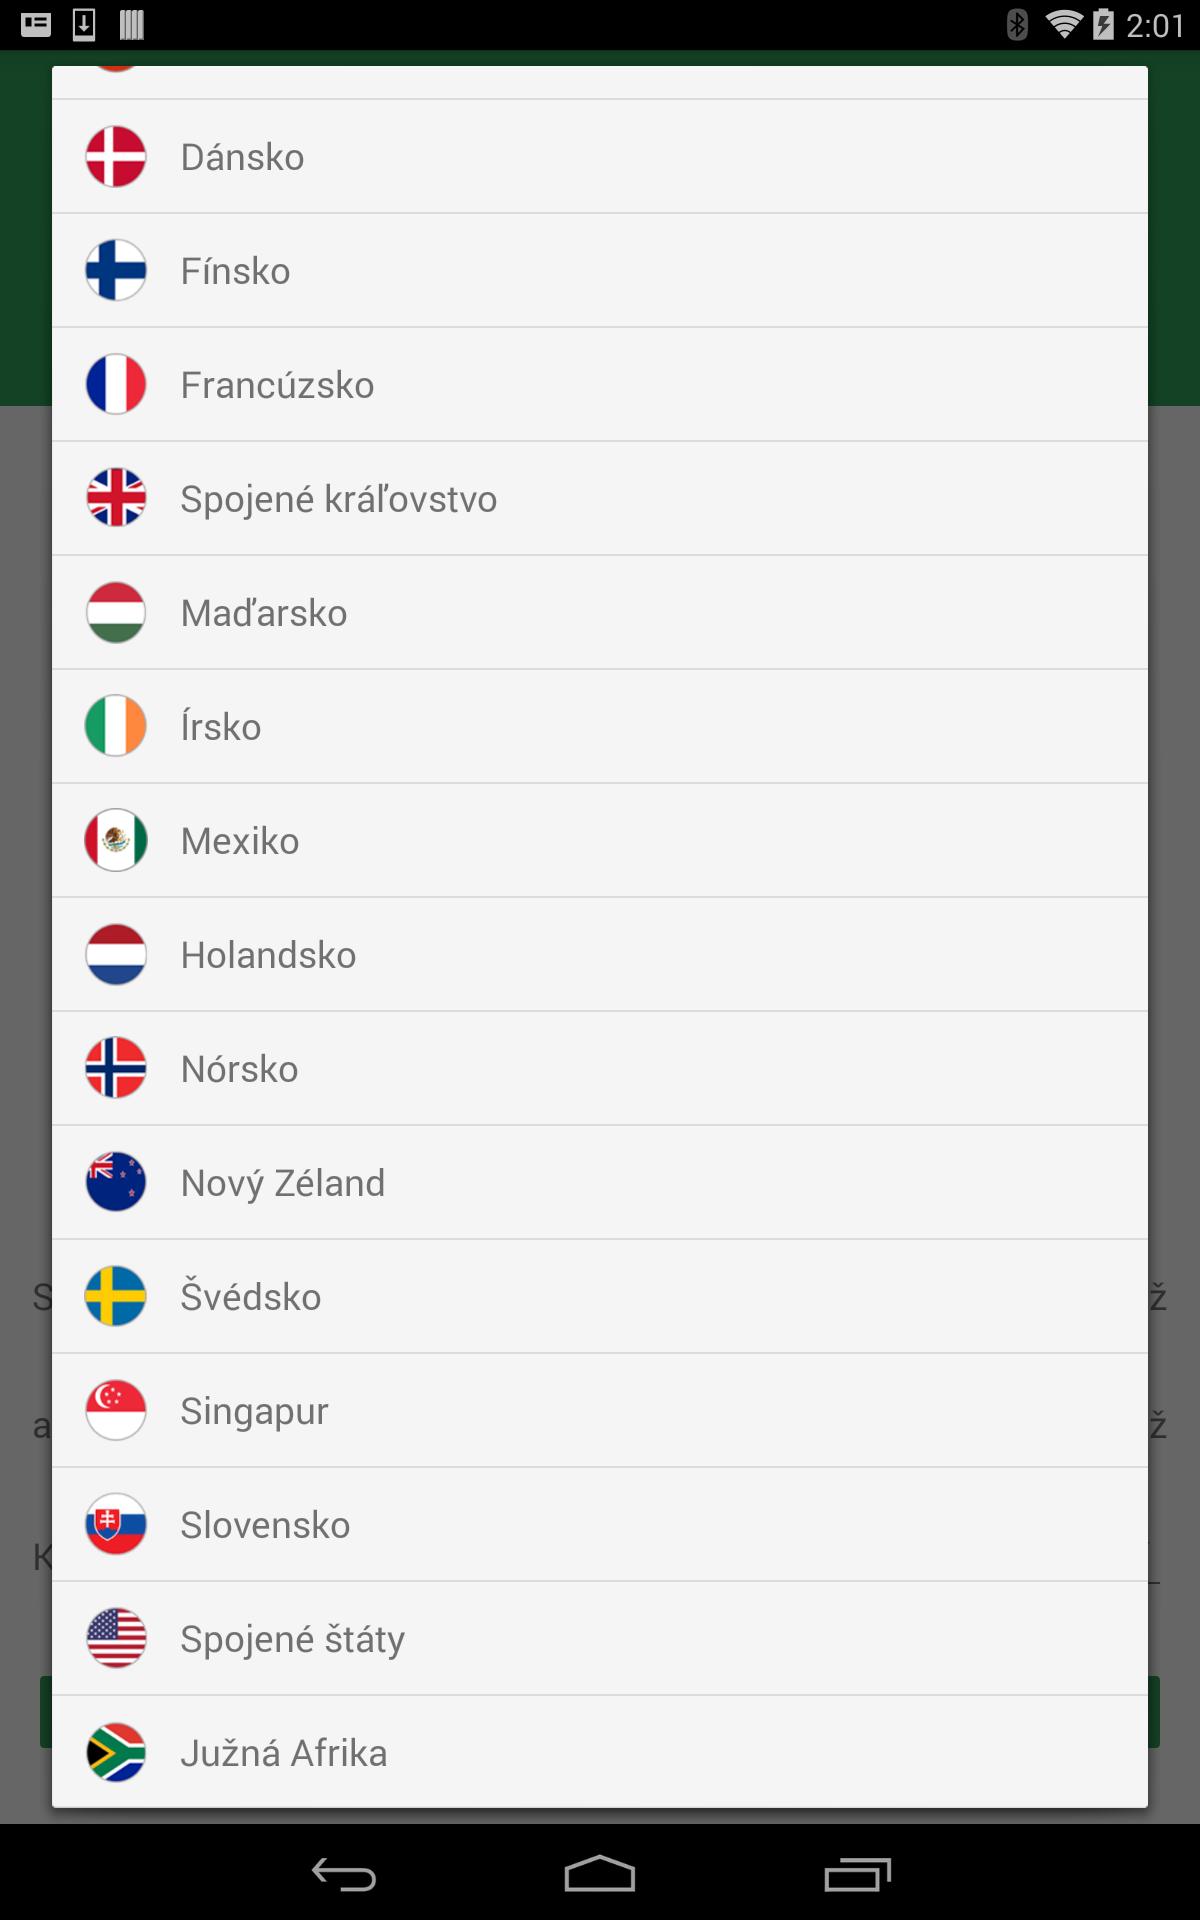 2:01
Dánsko
Fínsko
Francúzsko
Spojené kráľovstvo
Maďarsko
Írsko
Mexiko
Holandsko
Nórsko
Nový Zéland
Švédsko
Singapur
Slovensko
Spojené štáty
Južná Afrika